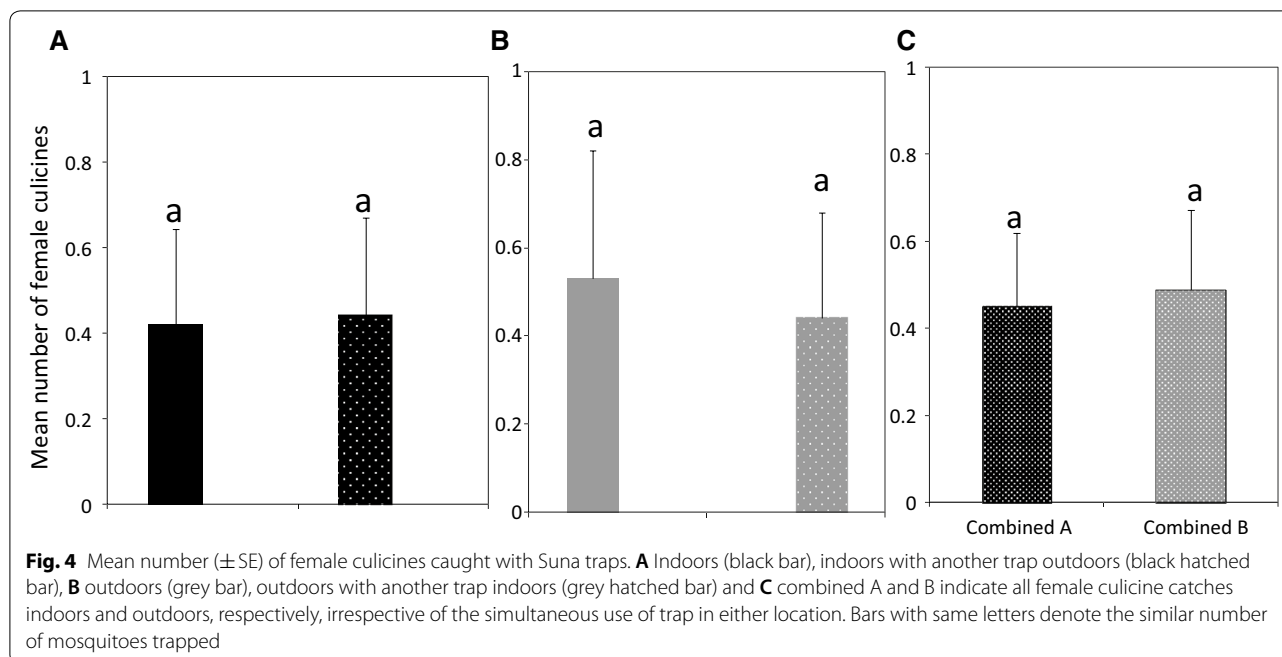 A
B
C
Mean number of female culicines
1
0.8
0.6
0.4
0.2
0
a
a
1
0.8
0.6
0.4
0.2
0
a
a
1
0.8
0.6
0.4
0.2
0
a
a
Combined A
Combined B
Fig. 4 Mean number (±SE) of female culicines caught with Suna traps. A Indoors (black bar), indoors with another trap outdoors (black hatched
bar), B outdoors (grey bar), outdoors with another trap indoors (grey hatched bar) and C combined A and B indicate all female culicine catches
indoors and outdoors, respectively, irrespective of the simultaneous use of trap in either location. Bars with same letters denote the similar number
of mosquitoes trapped